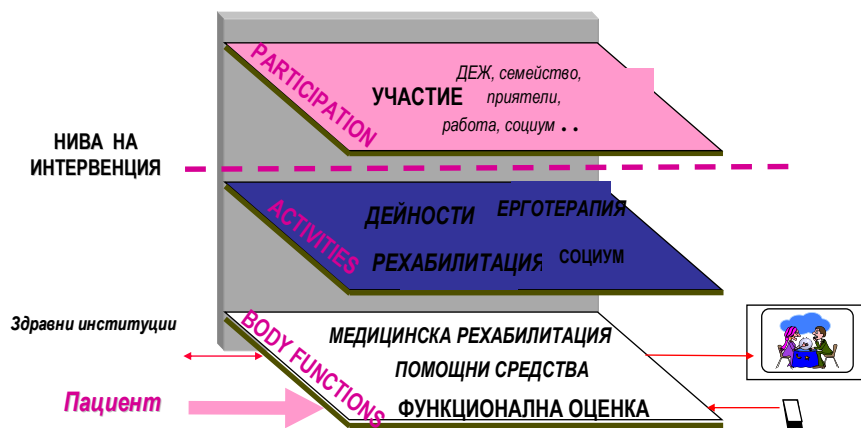 PARTICIPATION
УЧАСТИЕ
ДЕЖ, семейство,
приятели,
работа, социум . .
НИВА НА
ИНТЕРВЕНЦИЯ
ACTIVITIES
ДЕЙНОСТИ ЕРГОТЕРАПИЯ
РЕХАБИЛИТАЦИЯ СОЦИУМ
Здравни институции
BODY FUNCTIONS
МЕДИЦИНСКА РЕХАБИЛИТАЦИЯ
ПОМОЩНИ СРЕДСТВА
ФУНКЦИОНАЛНА ОЦЕНКА
Пациент